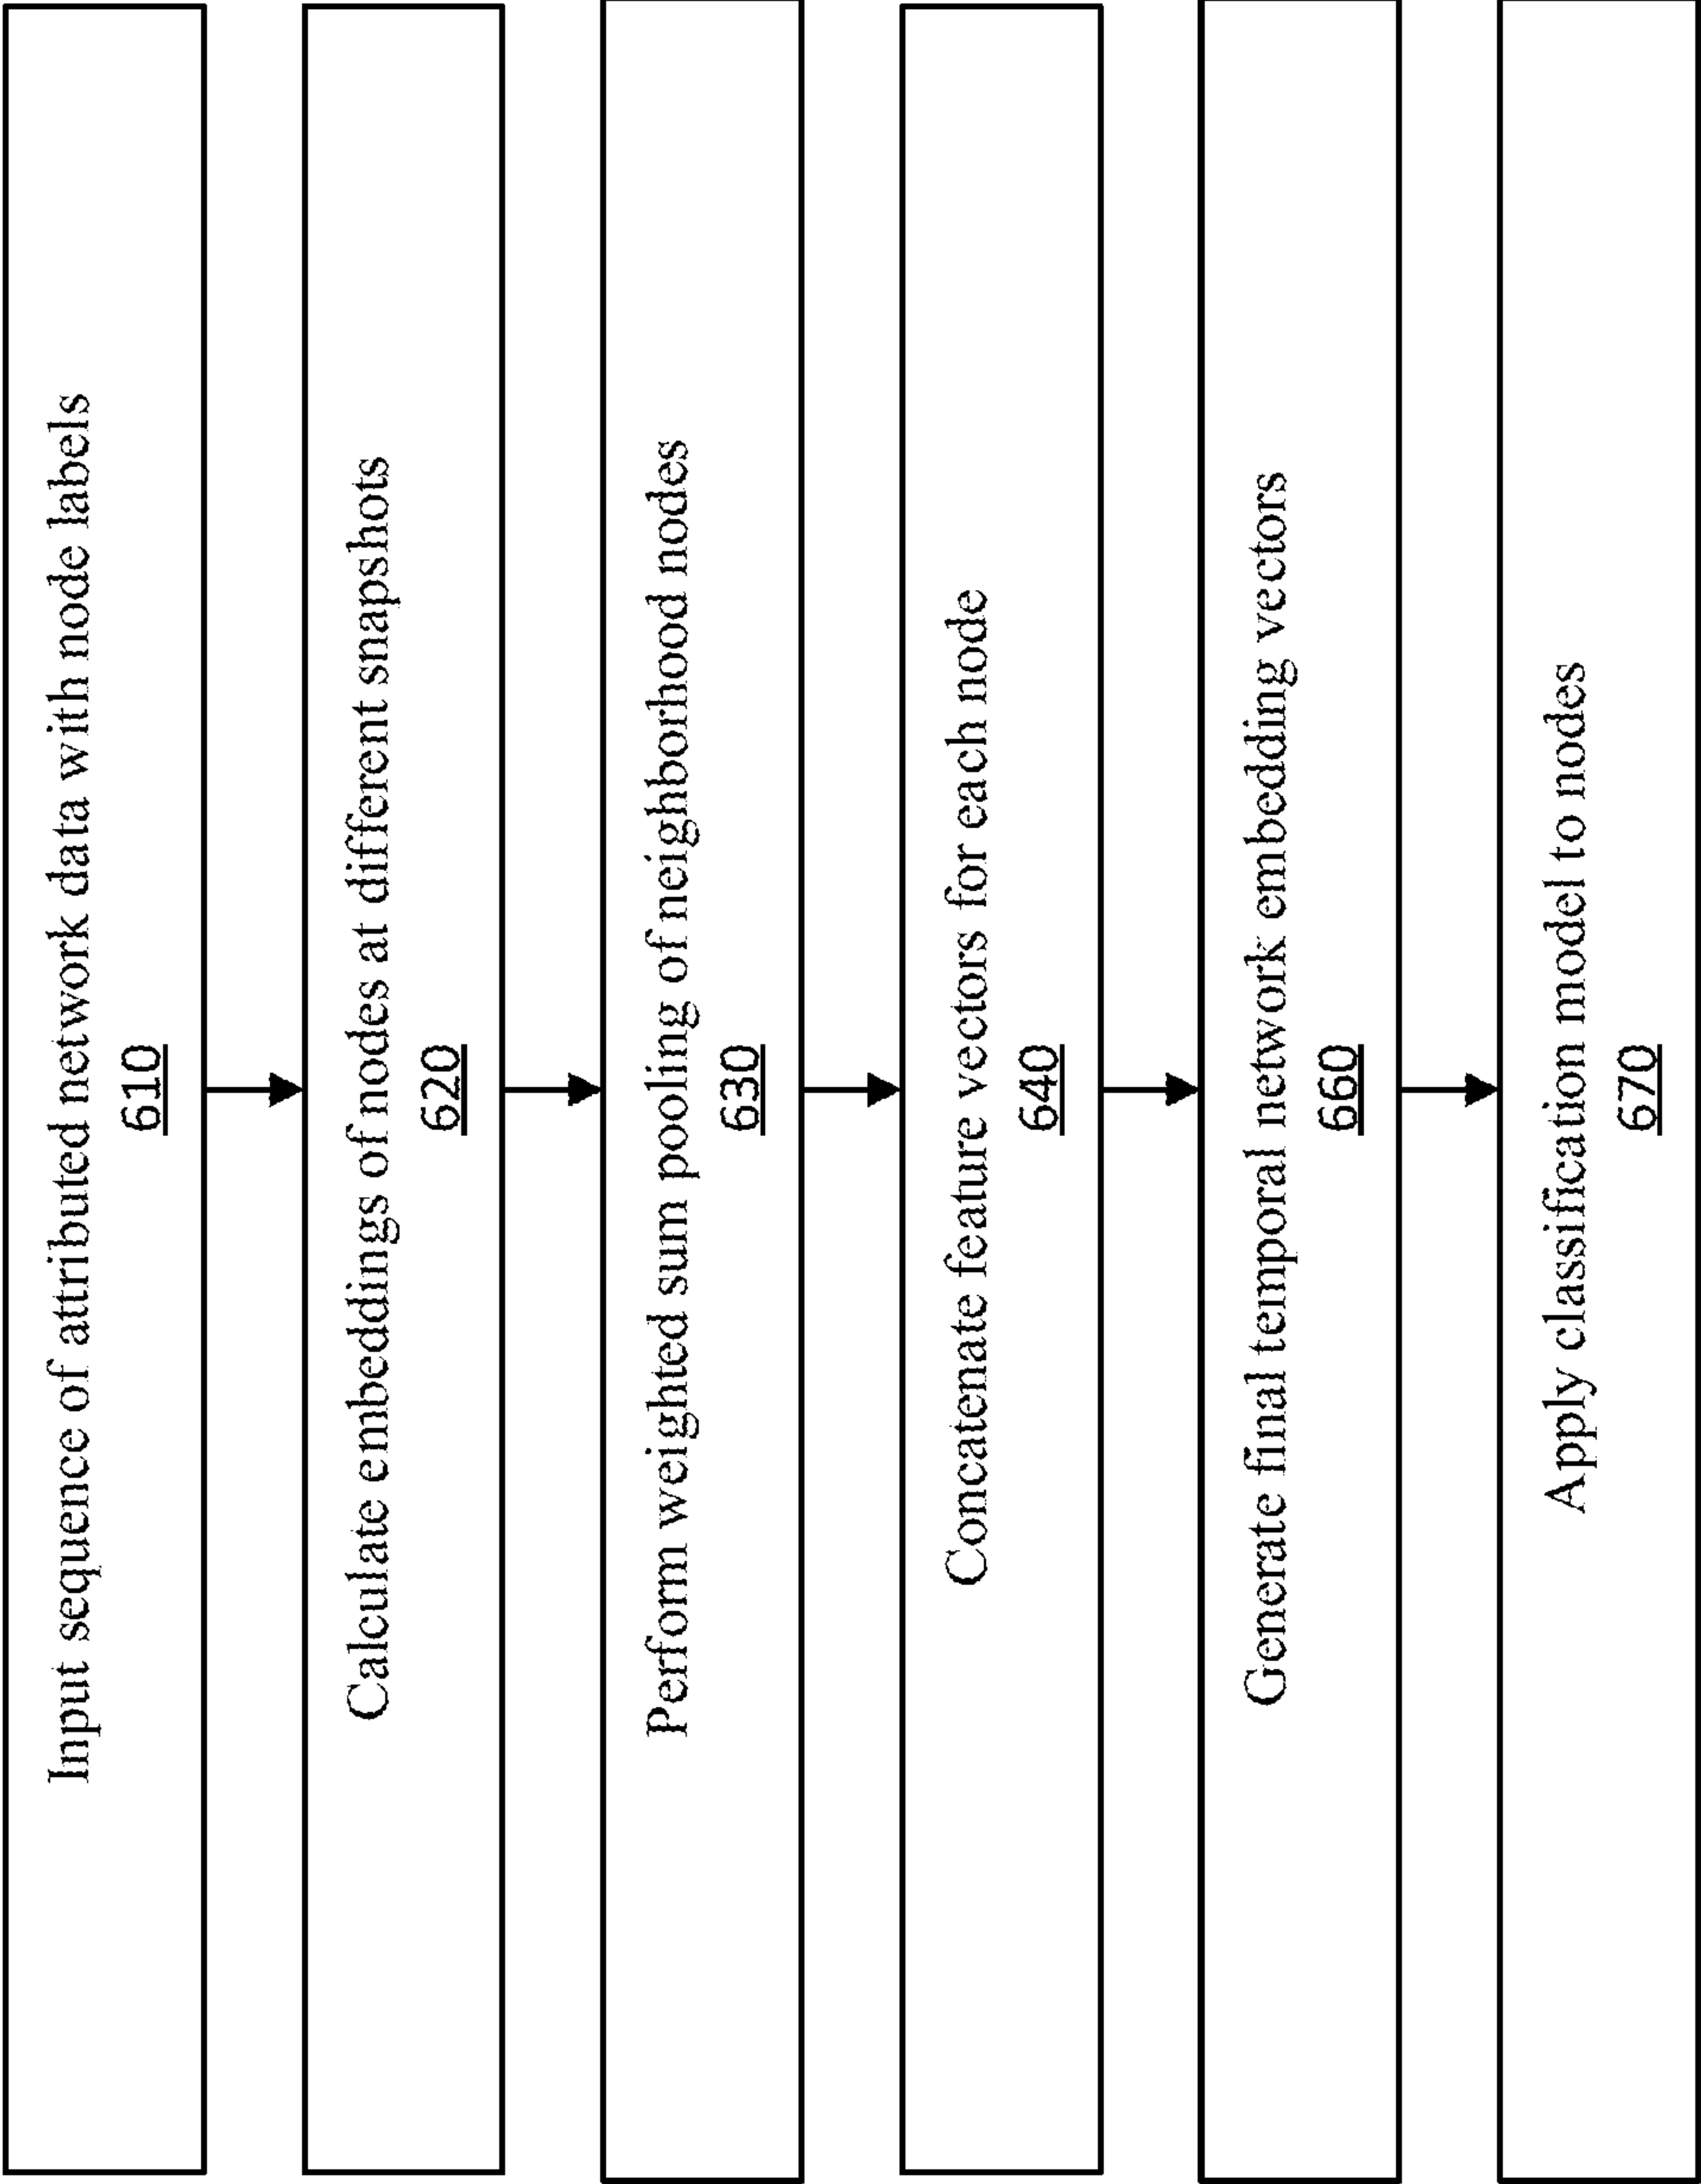 Input sequence of attributed network data with node labels
610
Calculate embeddings of nodes at different snapshots
620
Perform weighted sum pooling of neighborhood nodes
630
Concatenate feature vectors for each node
640
Generate final temporal network embedding vectors
660
Apply classification model to nodes
670